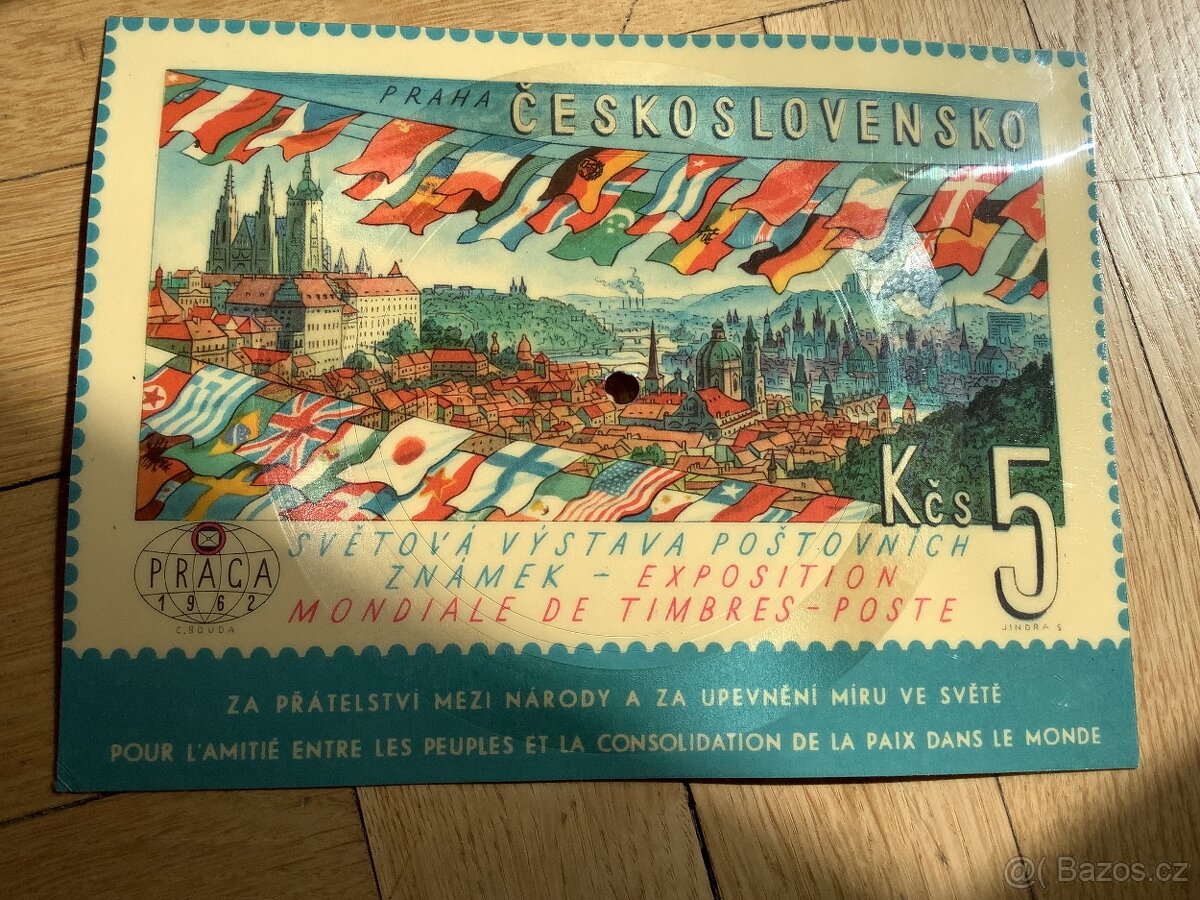 PRAHA ČESKOSLOVENSKO
Kčs 5
SVĚTOVÁ VÝSTAVA POŠTOVNÍCH
ZNÁMEK – EXPOSITION
MONDIALE DE TIMBRES-POSTE
PRAGA
1962
C. BOUDA
JINDRA S
ZA PŘÁTELSTVÍ MEZI NÁRODY A ZA UPEVNĚNÍ MÍRU VE SVĚTĚ
POUR L'AMITIÉ ENTRE LES PEUPLES ET LA CONSOLIDATION DE LA PAIX DANS LE MONDE
@( Bazos.cz